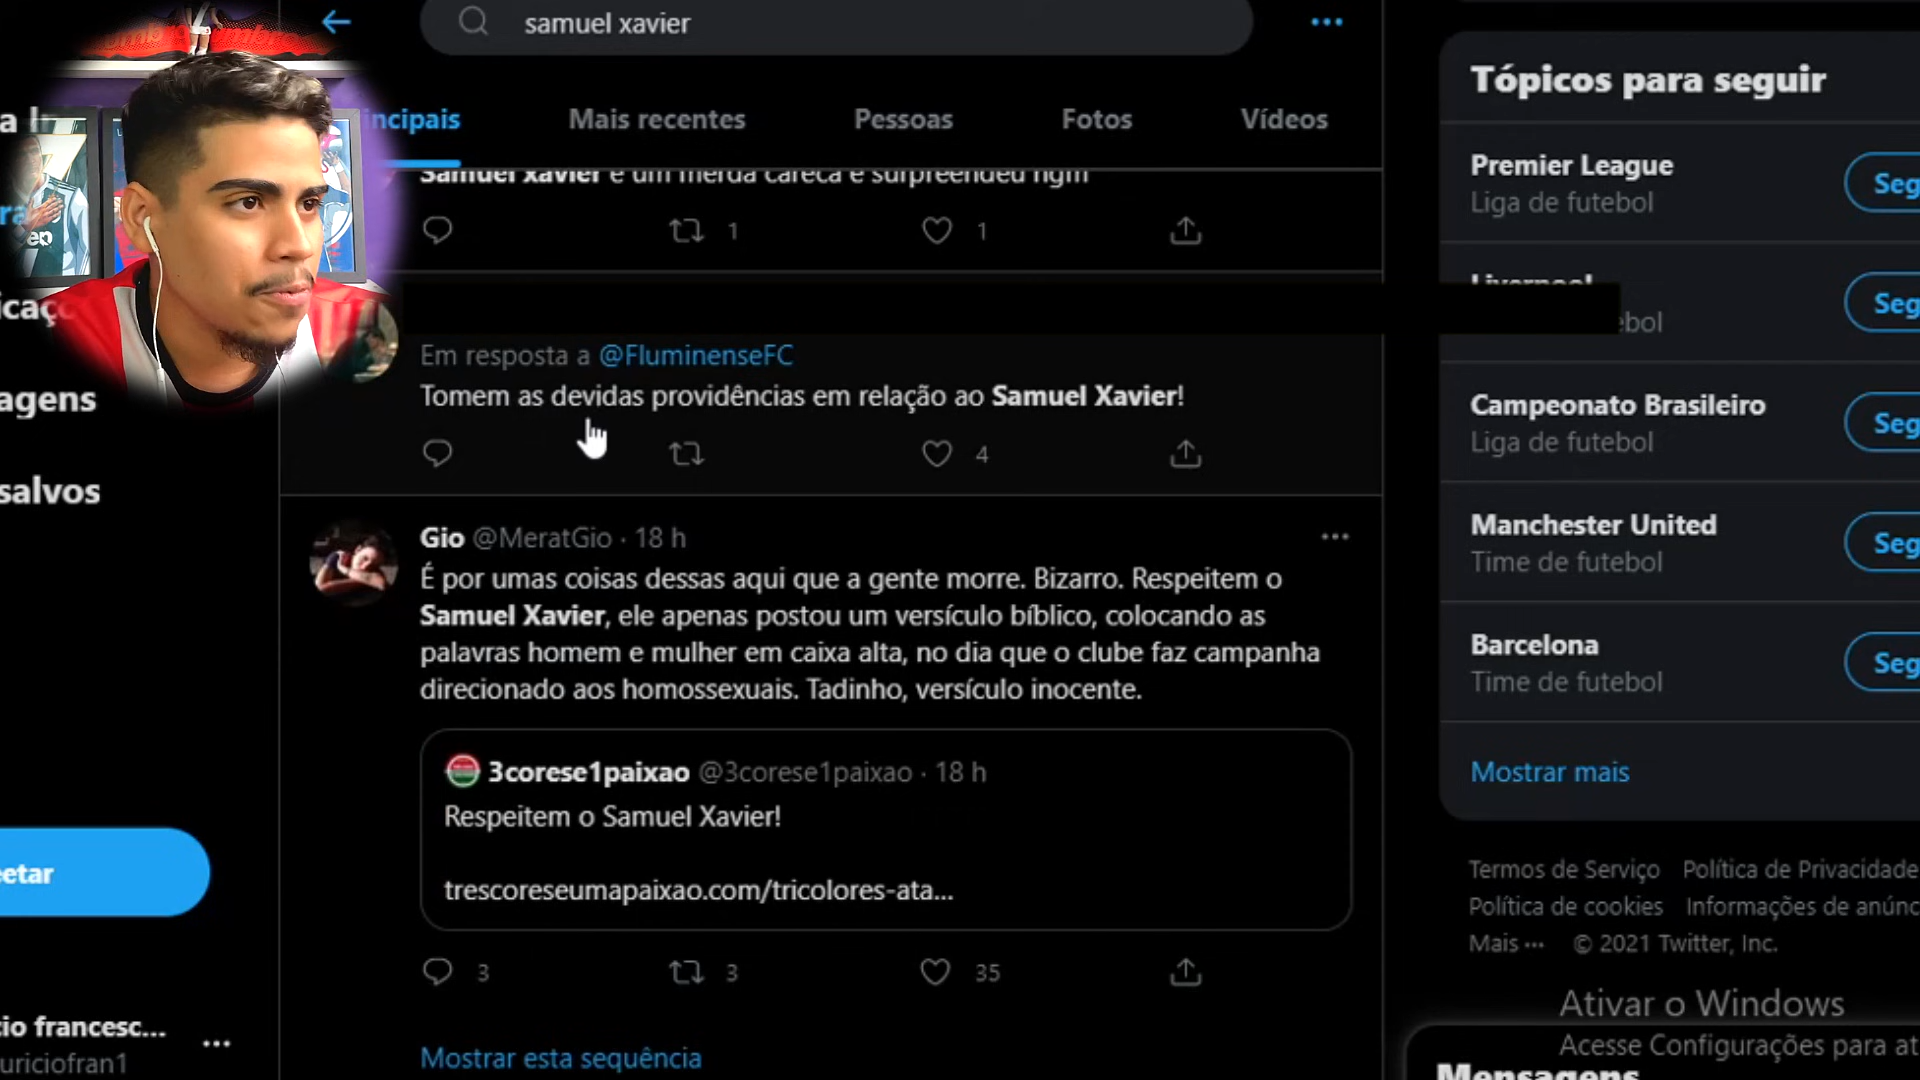 samuel xavier
ncipais
Mais recentes
Pessoas
Fotos
Vídeos
Samuel Xavier é um merda careca e surpreendeu ngm
1
1
Em resposta a @FluminenseFC
Tomem as devidas providências em relação ao Samuel Xavier!
4
Gio @MeratGio · 18 h
É por umas coisas dessas aqui que a gente morre. Bizarro. Respeitem o
Samuel Xavier, ele apenas postou um versículo bíblico, colocando as
palavras homem e mulher em caixa alta, no dia que o clube faz campanha
direcionado aos homossexuais. Tadinho, versículo inocente.
3corese1paixao @3corese1paixao · 18 h
Respeitem o Samuel Xavier!
trescoreseumapaixao.com/tricolores-ata...
3
3
35
Mostrar esta sequência
icaç
agens
salvos
etar
io francesc...
uriciofran1
Tópicos para seguir
Premier League
Liga de futebol
Seg
Liverpool
ebol
Seg
Campeonato Brasileiro
Liga de futebol
Seg
Manchester United
Time de futebol
Seg
Barcelona
Time de futebol
Seg
Mostrar mais
Termos de Serviço Política de Privacidade
Política de cookies Informações de anúnc
Mais ··· © 2021 Twitter, Inc.
Ativar o Windows
Acesse Configurações para at
Mensagens